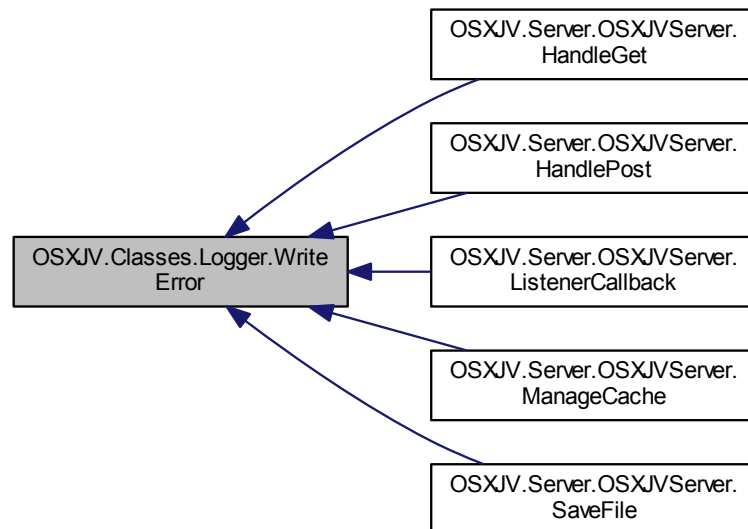 OSXJV.Server.OSXJVServer.
HandleGet
OSXJV.Server.OSXJVServer.
HandlePost
OSXJV.Classes.Logger.Write
Error
OSXJV.Server.OSXJVServer.
ListenerCallback
OSXJV.Server.OSXJVServer.
ManageCache
OSXJV.Server.OSXJVServer.
SaveFile